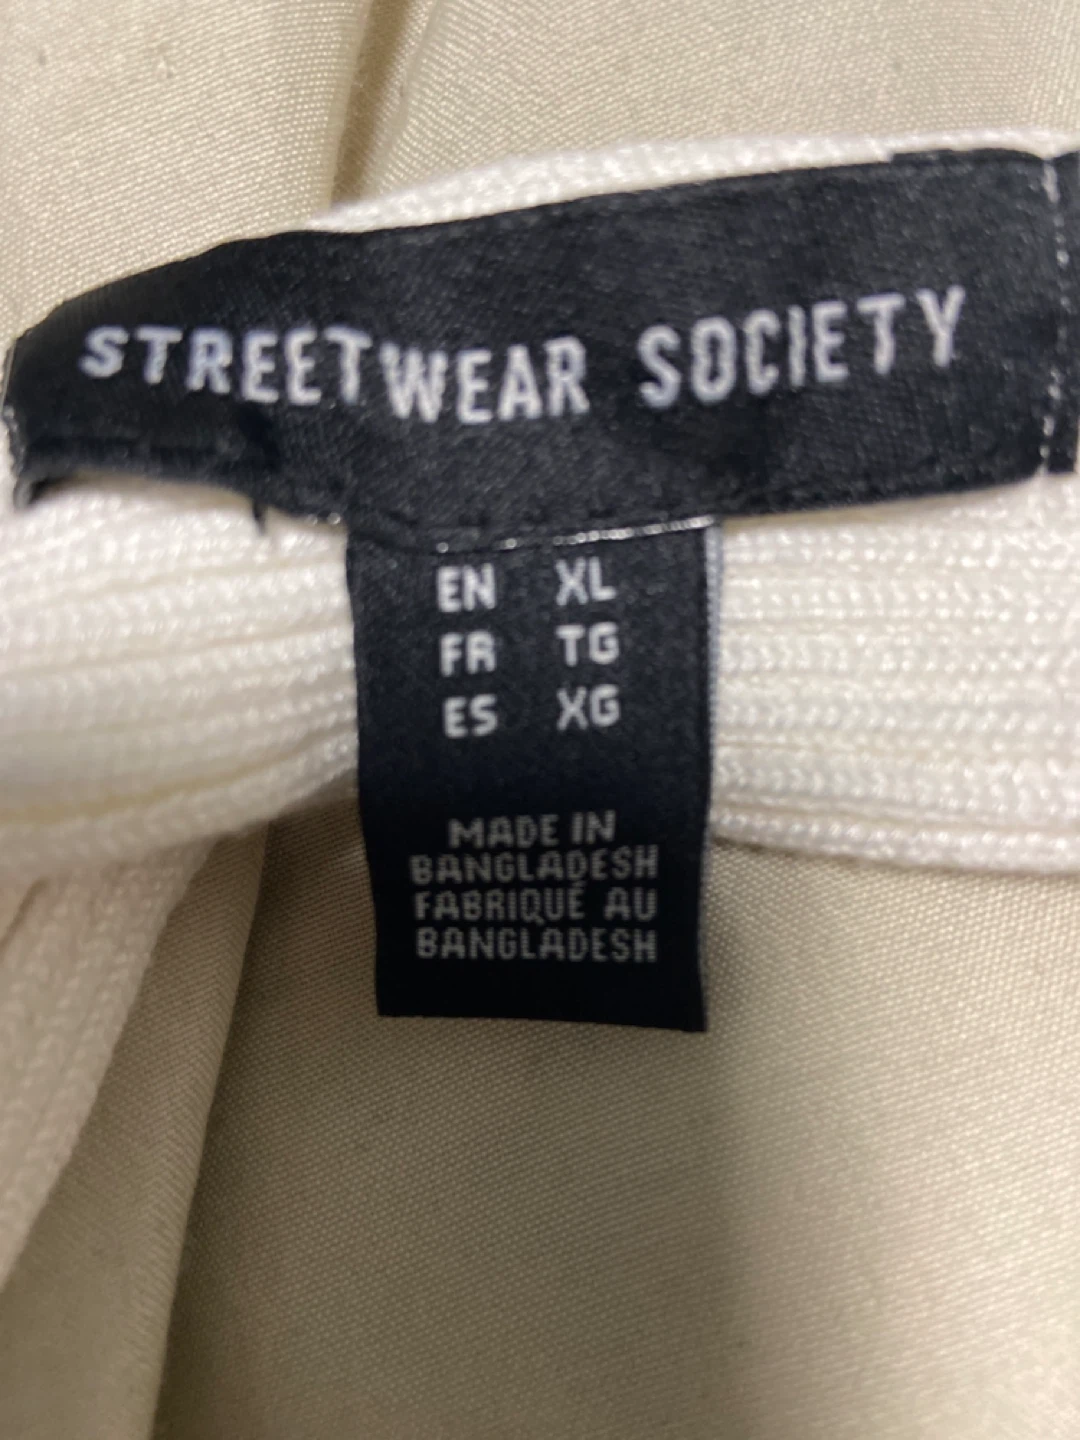 STREETWEAR SOCIETY
EN XL
FR TG
ES XG
MADE IN
BANGLADESH
FABRIQUÉ AU
BANGLADESH